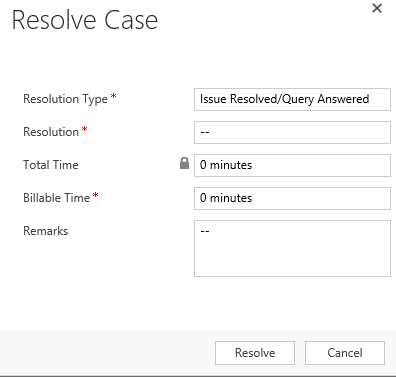 Resolve Case
Resolution Type * Issue Resolved/Query Answered
Resolution * --
Total Time 0 minutes
Billable Time * 0 minutes
Remarks --
Resolve Cancel